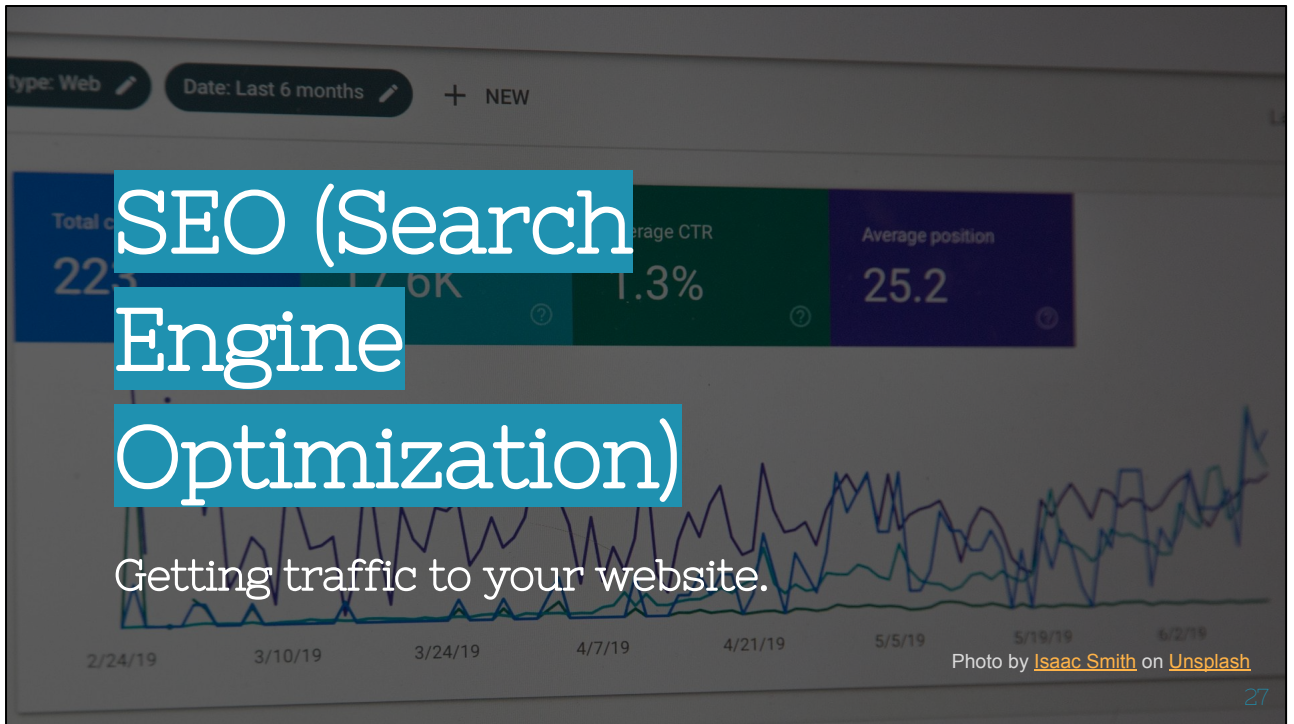 type: Web
Date: Last 6 months
+ NEW
SEO (Search
Engine
Optimization)
Total
223
17.6K
CTR
1.3%
Average position
25.2
Getting traffic to your website.
2/24/19
3/10/19
3/24/19
4/7/19
4/21/19
5/5/19
5/19/19
6/2/19
Photo by Isaac Smith on Unsplash
27